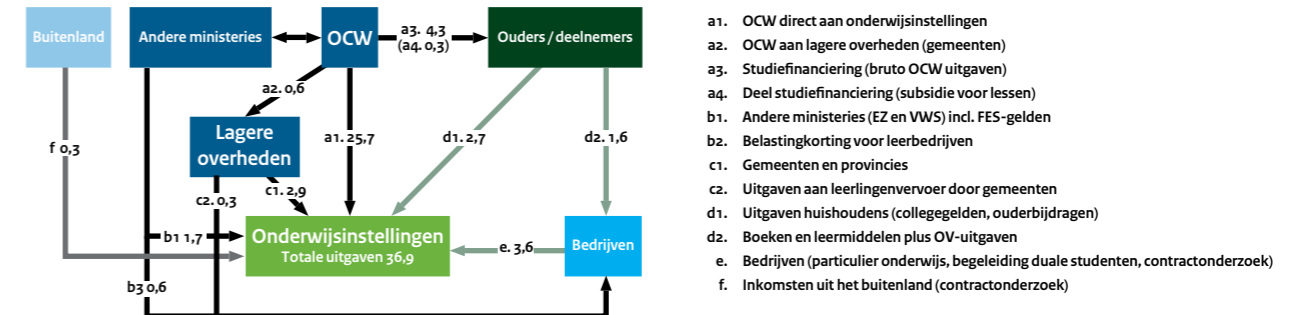 Buitenland
Andere ministeries
OCW
a3. 4,3
(a4. 0,3)
Ouders / deelnemers
a2. 0,6
Lagere
overheden
a1. 25,7
d1. 2,7
d2. 1,6
f 0,3
c1. 2,9
c2. 0,3
b1 1,7
Onderwijsinstellingen
Totale uitgaven 36,9
e. 3,6
Bedrijven
b3 0,6
a1. OCW direct aan onderwijsinstellingen
a2. OCW aan lagere overheden (gemeenten)
a3. Studiefinanciering (bruto OCW uitgaven)
a4. Deel studiefinanciering (subsidie voor lessen)
b1. Andere ministeries (EZ en VWS) incl. FES-gelden
b2. Belastingkorting voor leerbedrijven
c1. Gemeenten en provincies
c2. Uitgaven aan leerlingenvervoer door gemeenten
d1. Uitgaven huishoudens (collegegelden, ouderbijdragen)
d2. Boeken en leermiddelen plus OV-uitgaven
e. Bedrijven (particulier onderwijs, begeleiding duale studenten, contractonderzoek)
f. Inkomsten uit het buitenland (contractonderzoek)